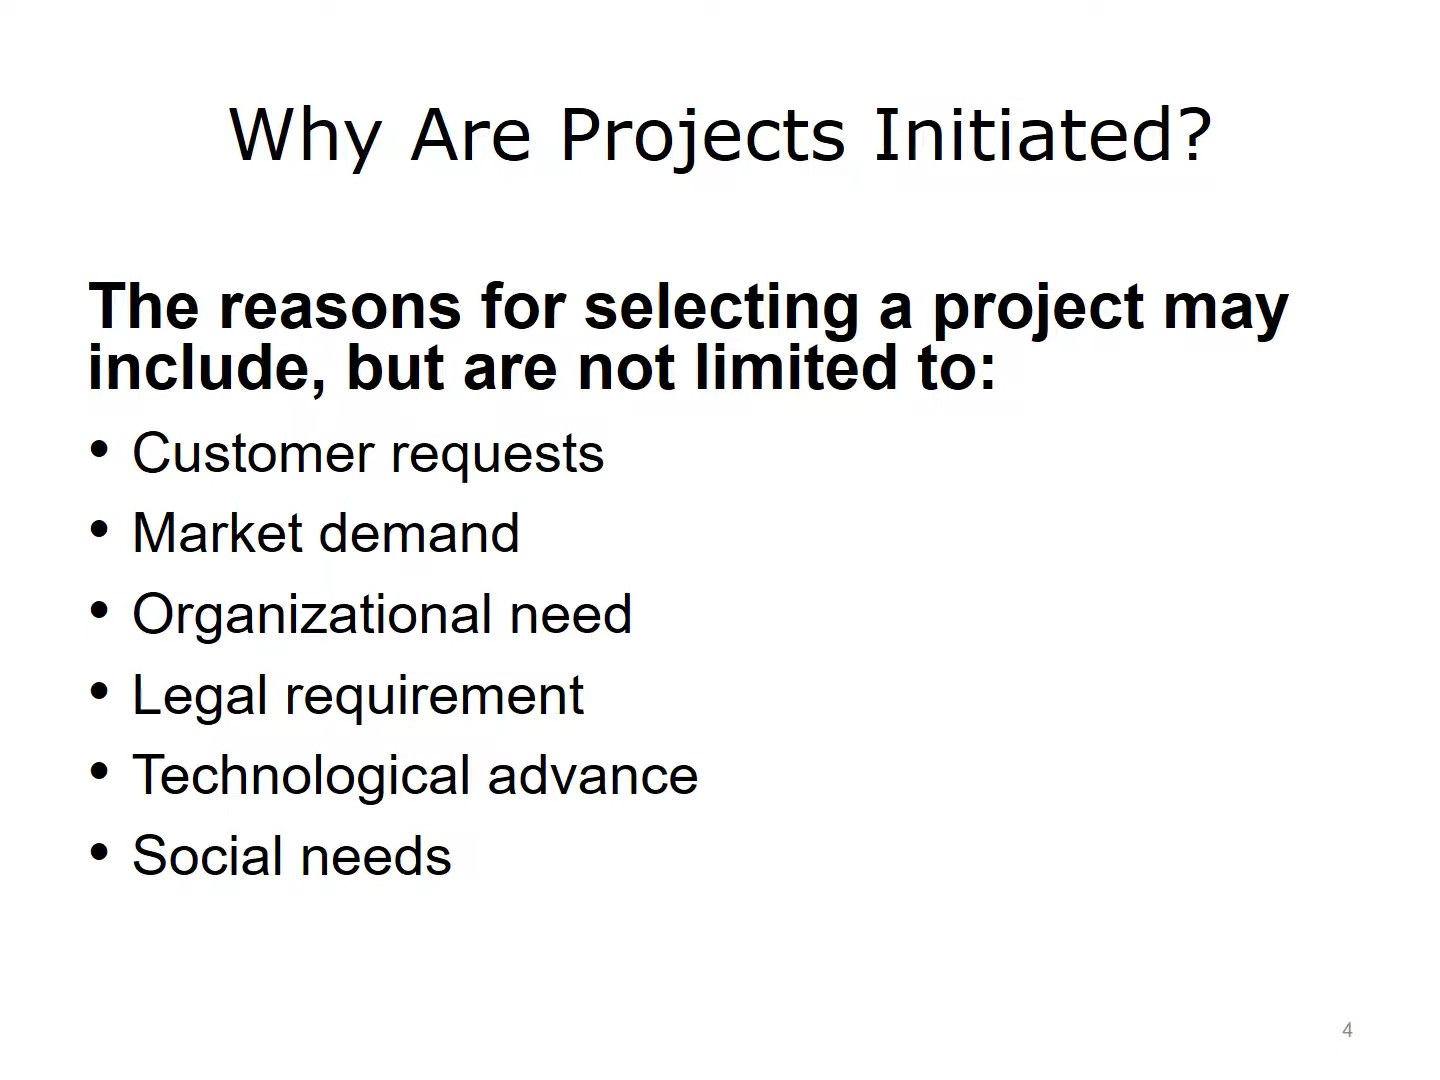 Why Are Projects Initiated?
The reasons for selecting a project may
include, but are not limited to:
• Customer requests
• Market demand
• Organizational need
• Legal requirement
• Technological advance
• Social needs
4